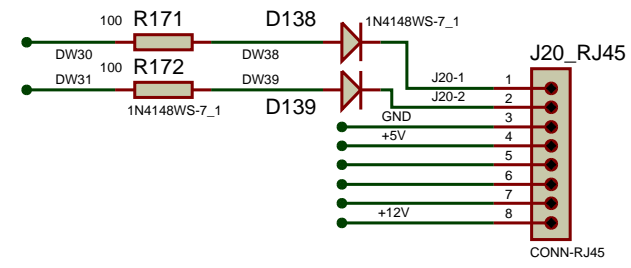 100 R171 D138 1N4148WS-7_1
DW30 DW38
J20_RJ45
100 R172
DW31 DW39 J20-1 1
1N4148WS-7_1 D139 J20-2 2
GND 3
+5V 4
5
6
7
+12V 8
CONN-RJ45